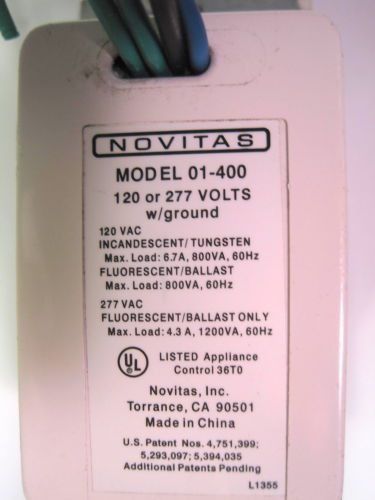 NOVITAS
MODEL 01-400
120 or 277 VOLTS
w/ground
120 VAC
INCANDESCENT/TUNGSTEN
Max. Load: 6.7A, 800VA, 60Hz
FLUORESCENT/BALLAST
Max. Load: 800VA, 60Hz
277 VAC
FLUORESCENT/BALLAST ONLY
Max. Load: 4.3 A, 1200VA, 60Hz
UL LISTED Appliance
Control 36T0
Novitas, Inc.
Torrance, CA 90501
Made in China
U.S. Patent Nos. 4,751,399;
5,293,097; 5,394,035
Additional Patents Pending
L1355